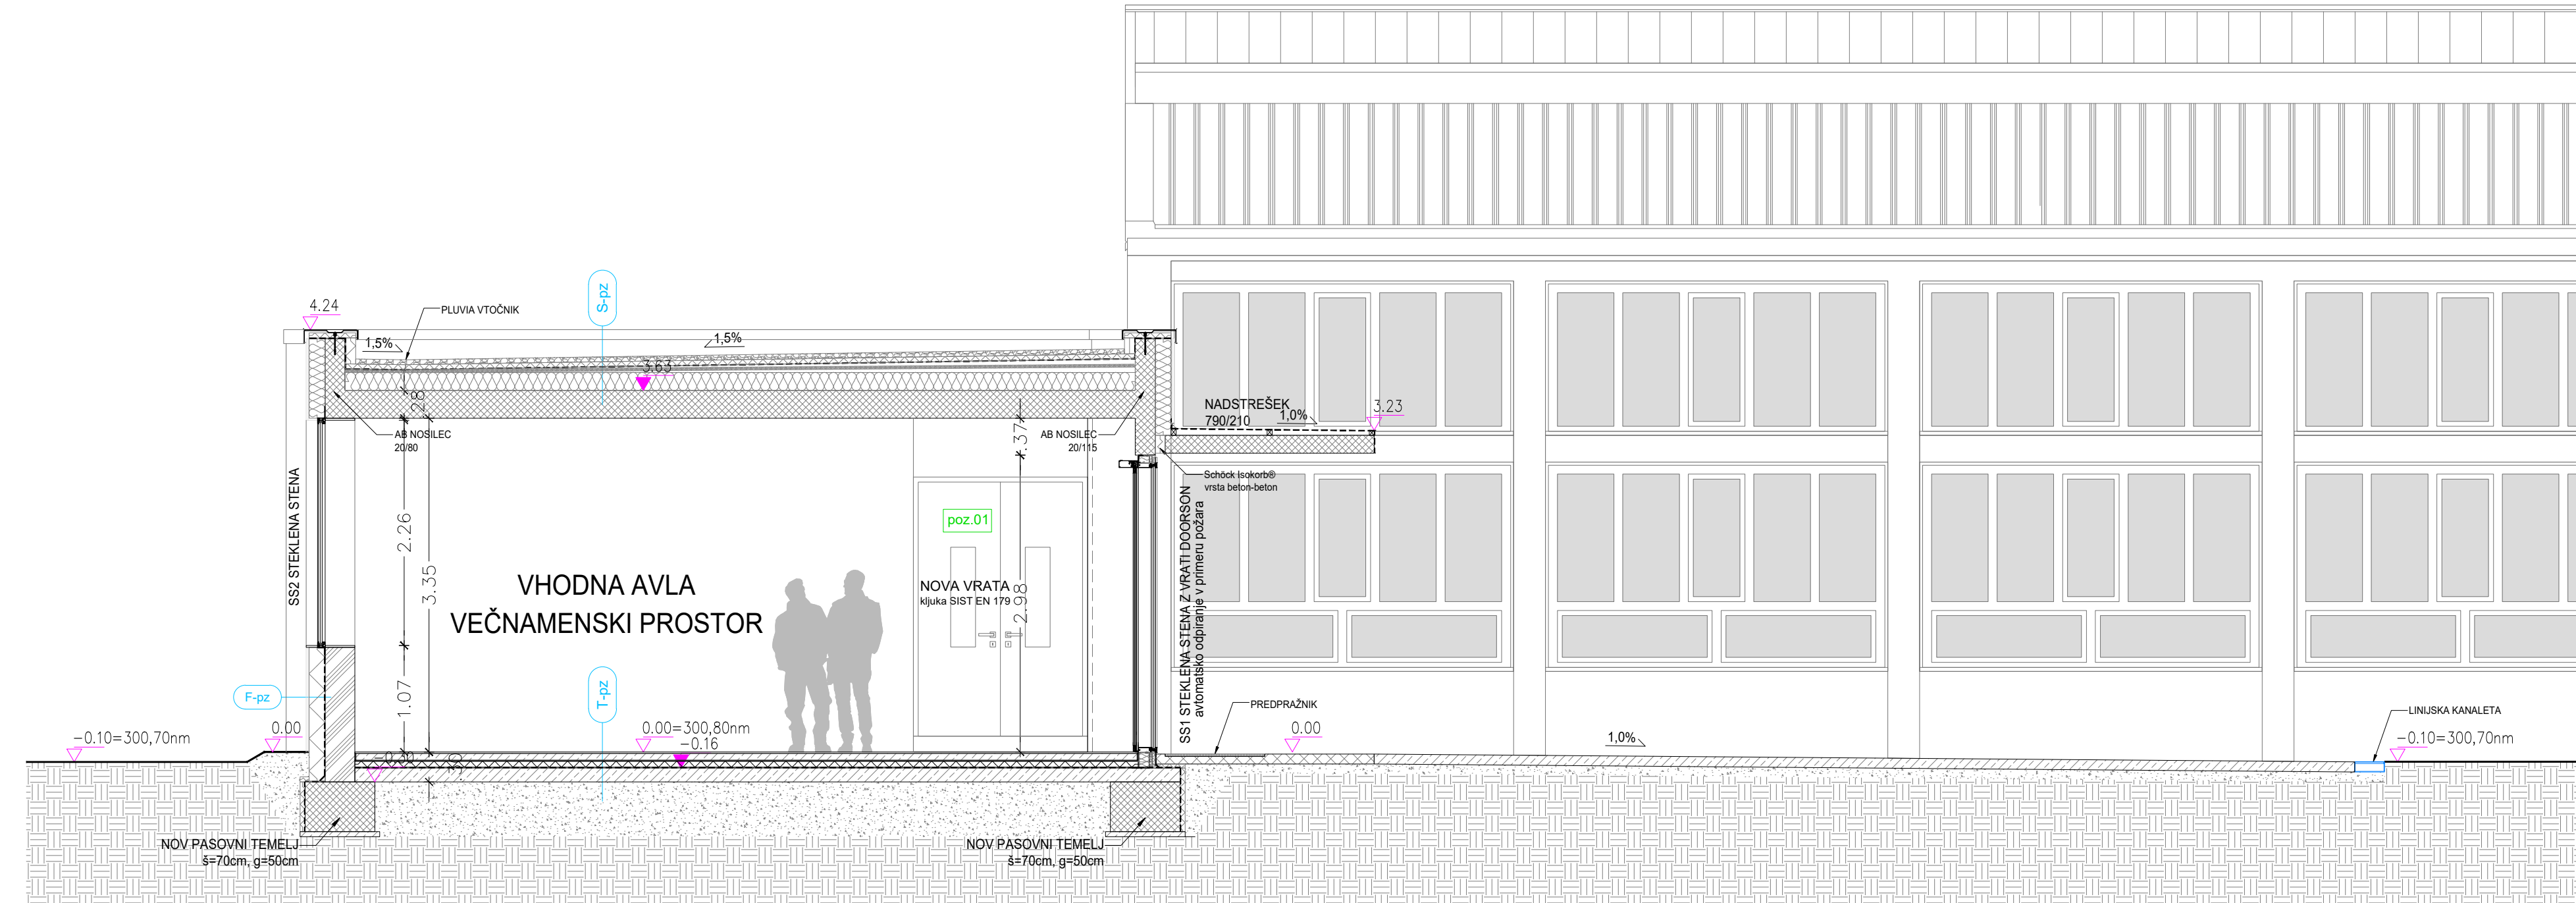 4.24
PLUVIA VTOČNIK
S-pz
1,5%
1,5%
3.63
28
AB NOSILEC
20/80
.37
AB NOSILEC
20/115
NADSTREŠEK
790/210
1,0%
3.23
Schöck Isokorb®
vrsta beton-beton
SS2 STEKLENA STENA
2.26
3.35
1.07
VHODNA AVLA
VEČNAMENSKI PROSTOR
poz.01
NOVA VRATA
kljuka SIST EN 179
2.98
SS1 STEKLENA STENA Z VRATI DOORSON
avtomatsko odpiranje v primeru požara
F-pz
T-pz
−0.10=300,70nm
0.00
0.00=300,80nm
−0.16
30
PREDPRAŽNIK
0.00
1,0%
LINIJSKA KANALETA
−0.10=300,70nm
NOV PASOVNI TEMELJ
š=70cm, g=50cm
NOV PASOVNI TEMELJ
š=70cm, g=50cm